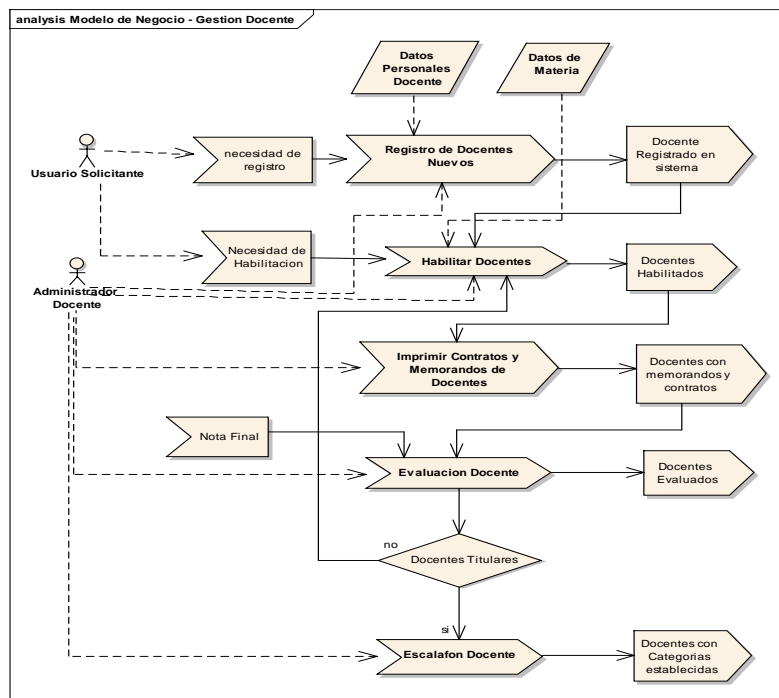 analysis Modelo de Negocio - Gestion Docente
Datos
Personales
Docente
Datos de
Materia
Usuario Solicitante
necesidad de
registro
Registro de Docentes
Nuevos
Docente
Registrado en
sistema
Necesidad de
Habilitacion
Habilitar Docentes
Docentes
Habilitados
Administrador
Docente
Imprimir Contratos y
Memorandos de
Docentes
Docentes con
memorandos y
contratos
Nota Final
Evaluacion Docente
Docentes
Evaluados
no
Docentes Titulares
si
Escalafon Docente
Docentes con
Categorias
establecidas